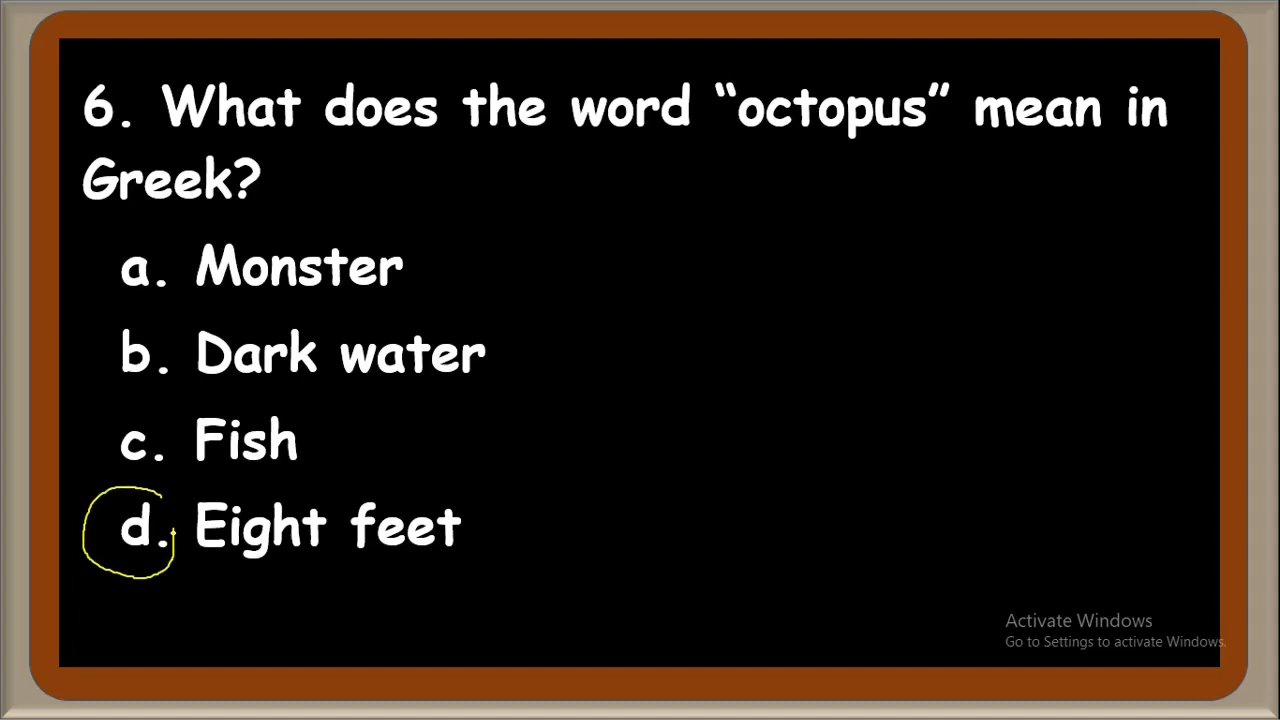 6. What does the word “octopus” mean in
Greek?
a. Monster
b. Dark water
c. Fish
d. Eight feet
Activate Windows
Go to Settings to activate Windows.